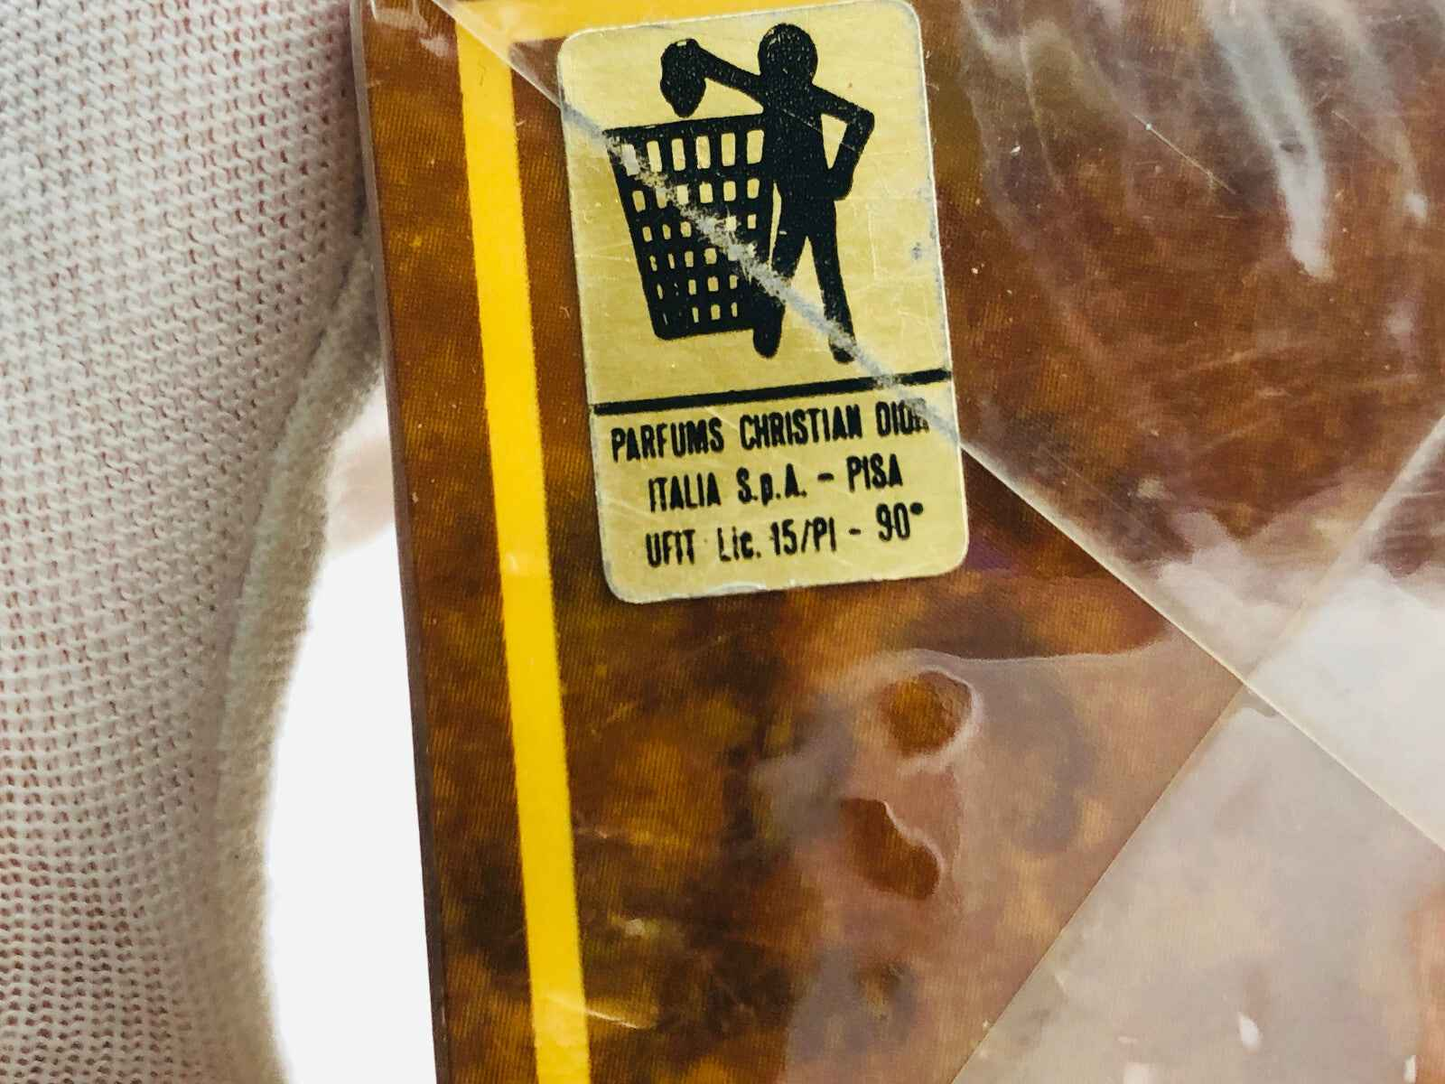 PARFUMS CHRISTIAN DIOR
ITALIA S.p.A. - PISA
UFIT Lic. 15/PI - 90°